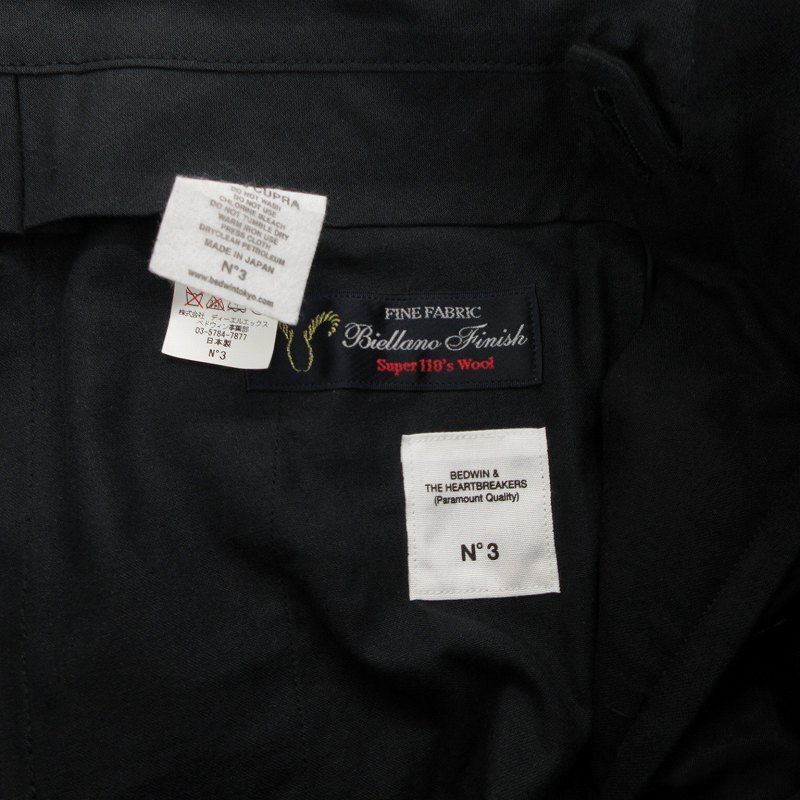 CUPRA
DO NOT WASH
DO NOT USE
CHLORINE BLEACH
DO NOT TUMBLE DRY
WARM IRON USE
PRESS CLOTH
DRYCLEAN PETROLEUM
MADE IN JAPAN
N°3
www.bedwintokyo.com
株式会社 ディーエルエックス
ベドウィン事業部
03-5784-7877
日本製
N°3
FINE FABRIC
Biellano Finish
Super 110's Wool
BEDWIN &
THE HEARTBREAKERS
(Paramount Quality)
N°3